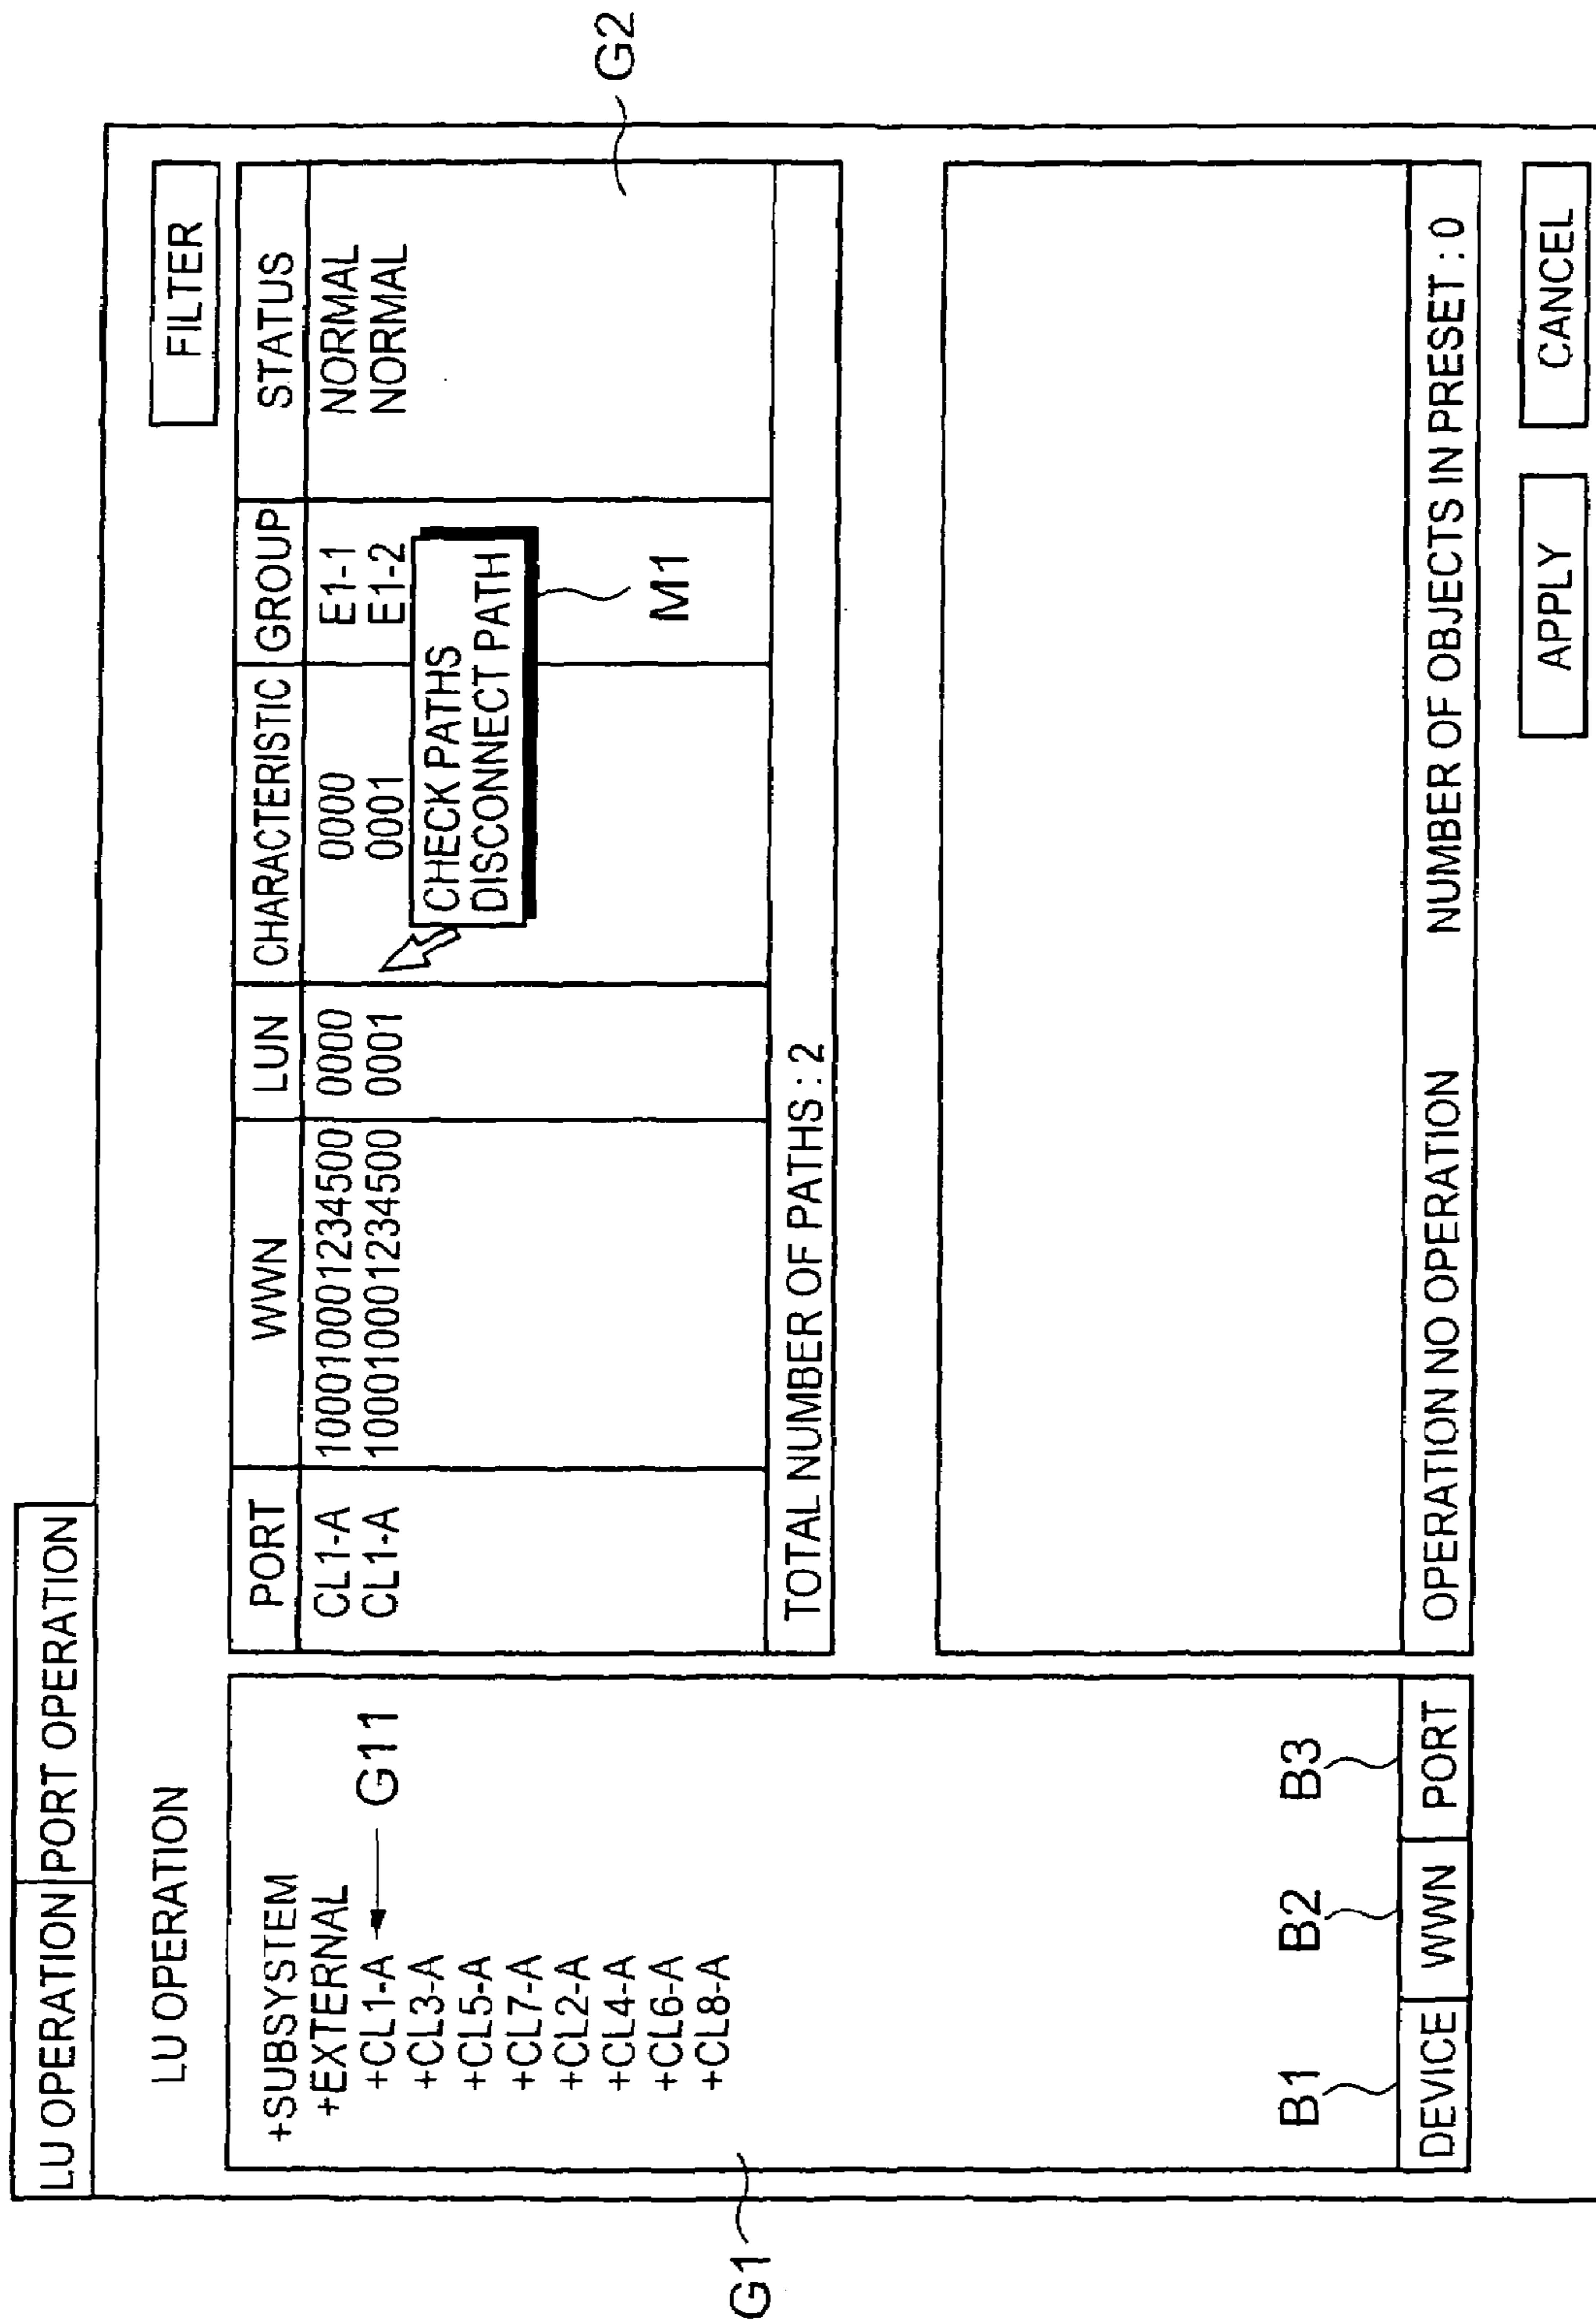 LU OPERATION PORT OPERATION
LU OPERATION
FILTER
+SUBSYSTEM
+EXTERNAL
+CL1-A
+CL3-A
+CL5-A
+CL7-A
+CL2-A
+CL4-A
+CL6-A
+CL8-A
G11
G1
B1 B2 B3
DEVICE WWN PORT
PORT WWN LUN CHARACTERISTIC GROUP STATUS
CL1-A 100010001234500 0000 0000 E1-1 NORMAL
CL1-A 100010001234500 0001 0001 E1-2 NORMAL
CHECK PATHS
DISCONNECT PATH
M1
G2
TOTAL NUMBER OF PATHS : 2
OPERATION NO OPERATION NUMBER OF OBJECTS IN PRESET : 0
APPLY CANCEL